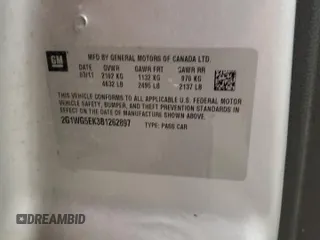 GM
MFD BY GENERAL MOTORS OF CANADA LTD.
DATE GVWR GAWR FRT GAWR RR
03/11 2102 KG 1132 KG 970 KG
4632 LB 2495 LB 2137 LB
THIS VEHICLE CONFORMS TO ALL APPLICABLE U.S. FEDERAL MOTOR
VEHICLE SAFETY, BUMPER, AND THEFT PREVENTION STANDARDS
IN EFFECT ON THE DATE OF MANUFACTURE SHOWN ABOVE.
2G1WG5EK3B1262897 TYPE: PASS CAR
DREAMBID